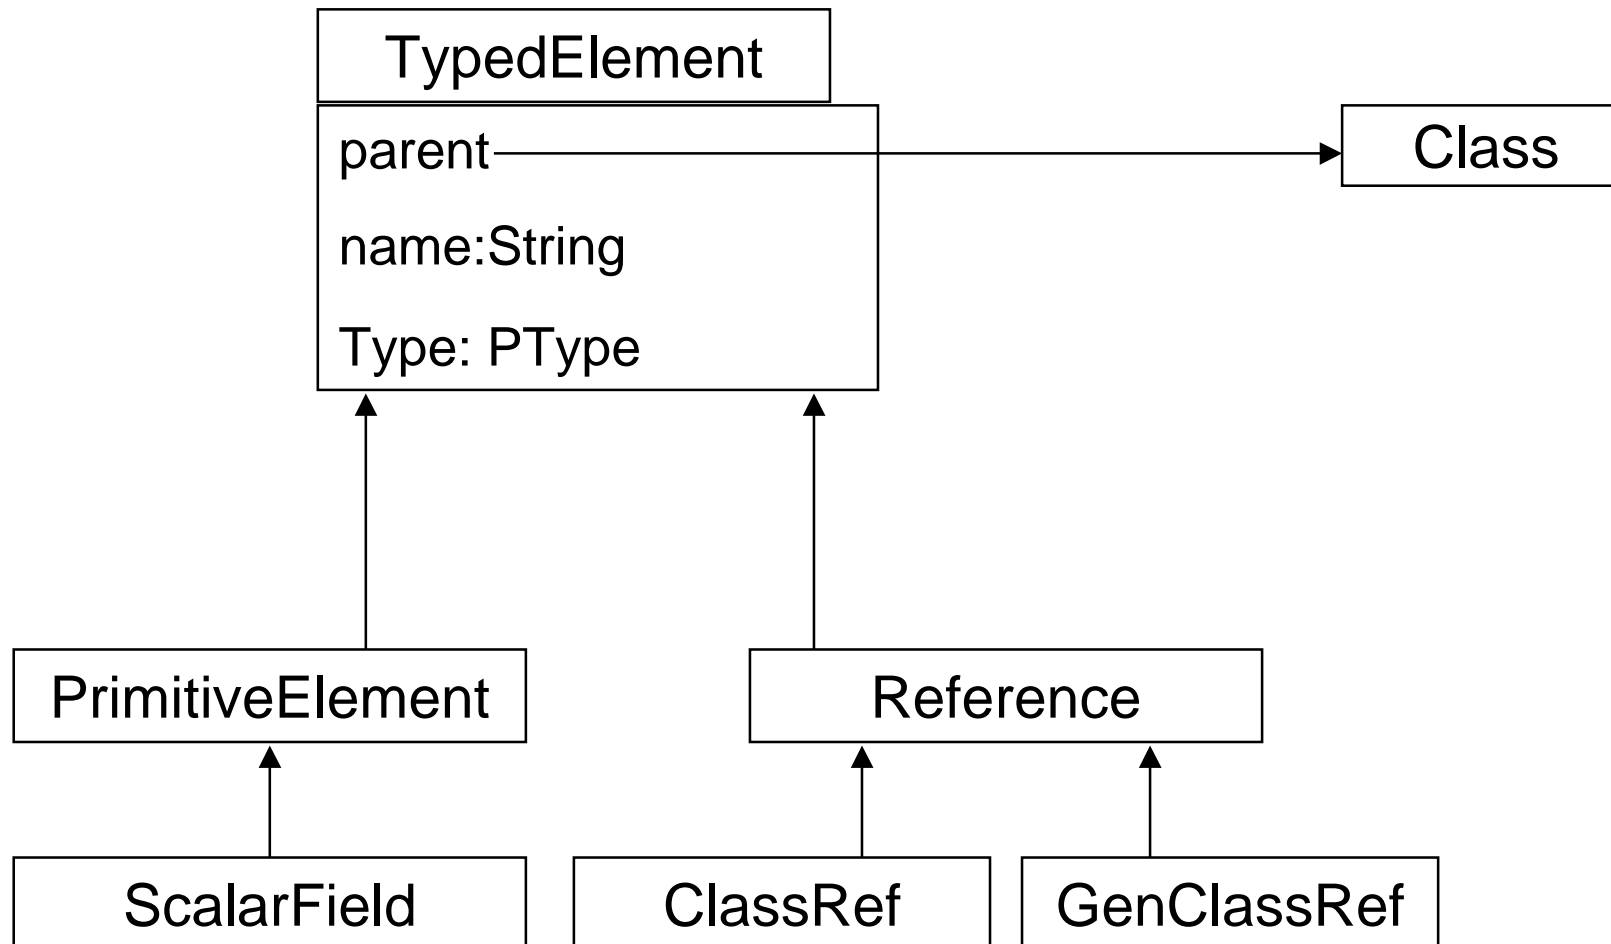 TypedElement
parent
Class
name:String
Type: PType
PrimitiveElement
Reference
ScalarField
ClassRef
GenClassRef